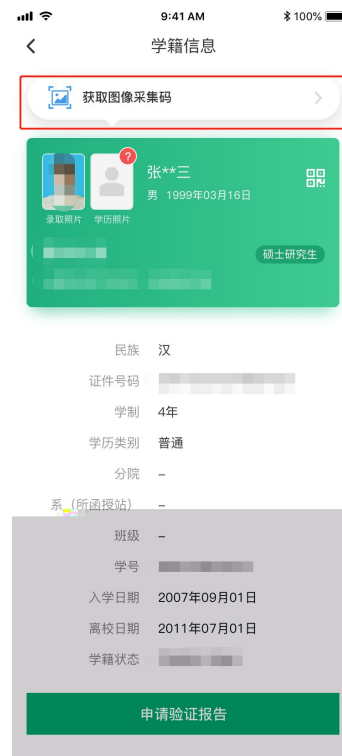 9:41 AM 100%
学籍信息
获取图像采集码
?
张**三
男 1999年03月16日
录取照片 学历照片
硕士研究生
民族 汉
证件号码
学制 4年
学历类别 普通
分院 –
系（所函授站） –
班级 –
学号
入学日期 2007年09月01日
离校日期 2011年07月01日
学籍状态
申请验证报告